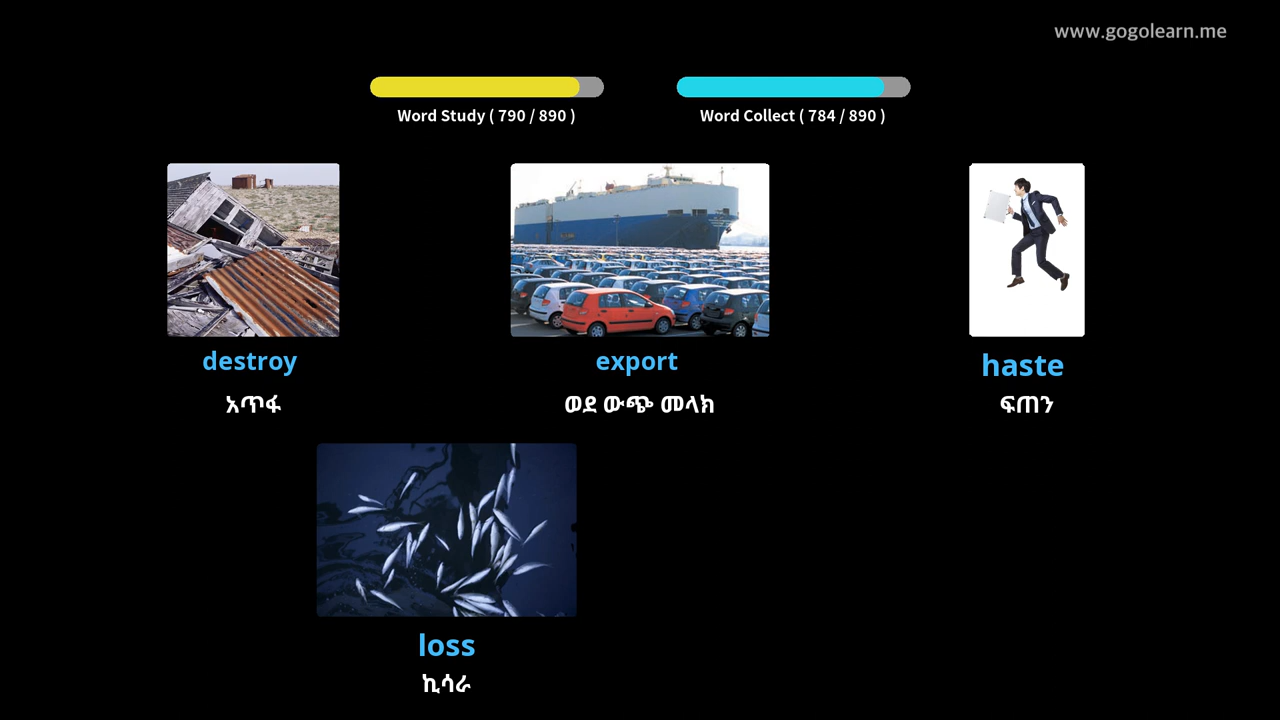 www.gogolearn.me
Word Study ( 790 / 890 )
Word Collect ( 784 / 890 )
destroy
አጥፋ
export
ወደ ውጭ መላክ
haste
ፍጠን
loss
ኪሳራ